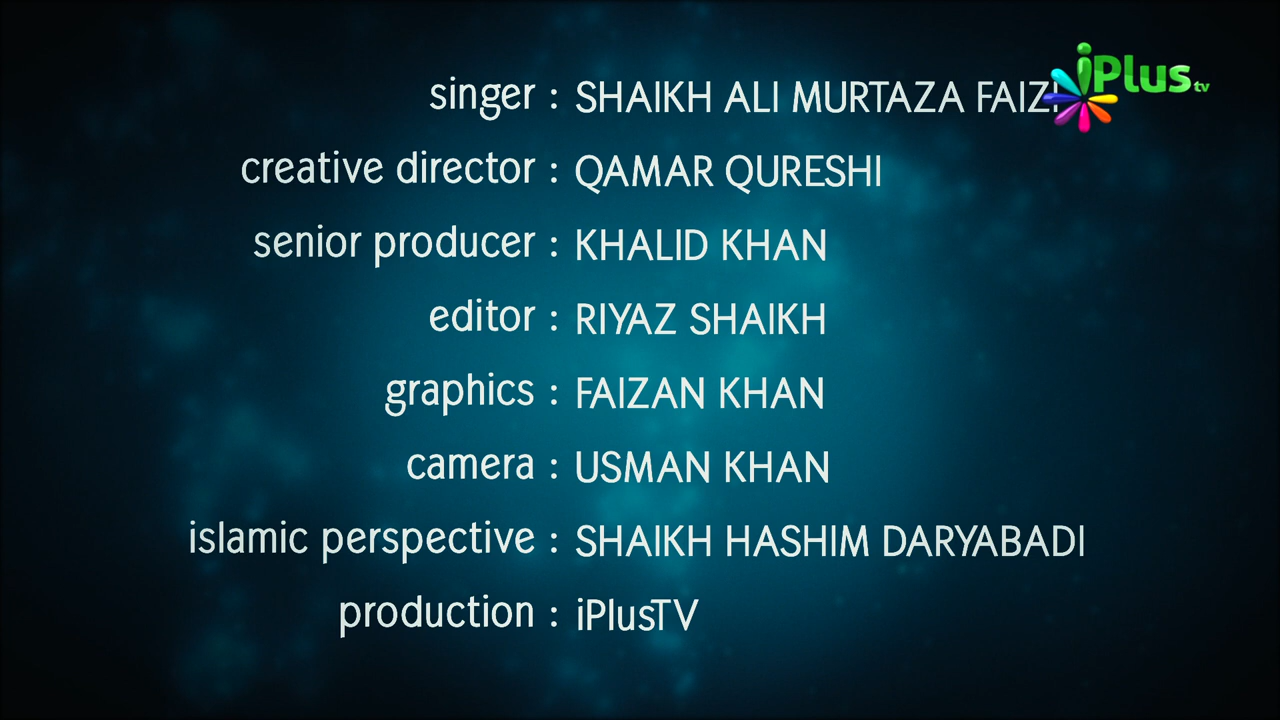 singer : SHAIKH ALI MURTAZA FAIZI
iPlus tv
creative director : QAMAR QURESHI
senior producer : KHALID KHAN
editor : RIYAZ SHAIKH
graphics : FAIZAN KHAN
camera : USMAN KHAN
islamic perspective : SHAIKH HASHIM DARYABADI
production : iPlusTV